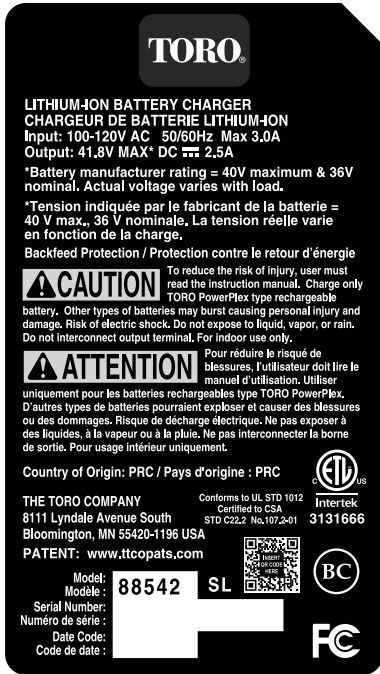 TORO®
LITHIUM-ION BATTERY CHARGER
CHARGEUR DE BATTERIE LITHIUM-ION
Input: 100-120V AC 50/60Hz Max 3.0A
Output: 41.8V MAX* DC 2.5A
*Battery manufacturer rating = 40V maximum & 36V
nominal. Actual voltage varies with load.
*Tension indiquée par le fabricant de la batterie =
40 V max., 36 V nominale. La tension réelle varie
en fonction de la charge.
Backfeed Protection / Protection contre le retour d'énergie
CAUTION To reduce the risk of injury, user must
read the instruction manual. Charge only
TORO PowerPlex type rechargeable
battery. Other types of batteries may burst causing personal injury and
damage. Risk of electric shock. Do not expose to liquid, vapor, or rain.
Do not interconnect output terminal. For indoor use only.
ATTENTION Pour réduire le risqué de
blessures, l'utilisateur doit lire le
manuel d'utilisation. Utiliser
uniquement pour les batteries rechargeables type TORO PowerPlex.
D'autres types de batteries pourraient exploser et causer des blessures
ou des dommages. Risque de décharge électrique. Ne pas exposer à
des liquides, à la vapeur ou à la pluie. Ne pas interconnecter la borne
de sortie. Pour usage intérieur uniquement.
Country of Origin: PRC / Pays d'origine : PRC
ETL
C US
Intertek
3131666
THE TORO COMPANY
8111 Lyndale Avenue South
Bloomington, MN 55420-1196 USA
PATENT: www.ttcopats.com
Conforms to UL STD 1012
Certified to CSA
STD C22.2 No.107.2-01
INSERT
QR CODE
HERE
BC
Model:
Modèle :
88542 SL
Serial Number:
Numéro de série :
Date Code:
Code de date :
FC